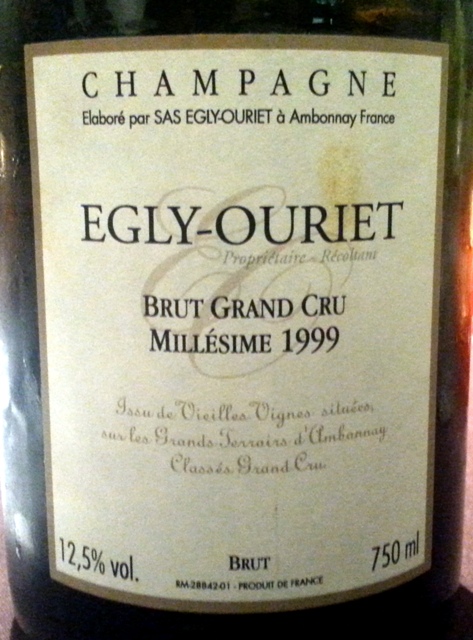 CHAMPAGNE
Elaboré par SAS EGLY-OURIET à Ambonnay France
EGLY-OURIET
Propriétaire - Récoltant
BRUT GRAND CRU
MILLÉSIME 1999
Issu de Vieilles Vignes situées,
sur les Grands Terroirs d'Ambonnay
Classés Grand Cru.
12,5% vol.
BRUT
750 ml
RM-28842-01 - PRODUIT DE FRANCE